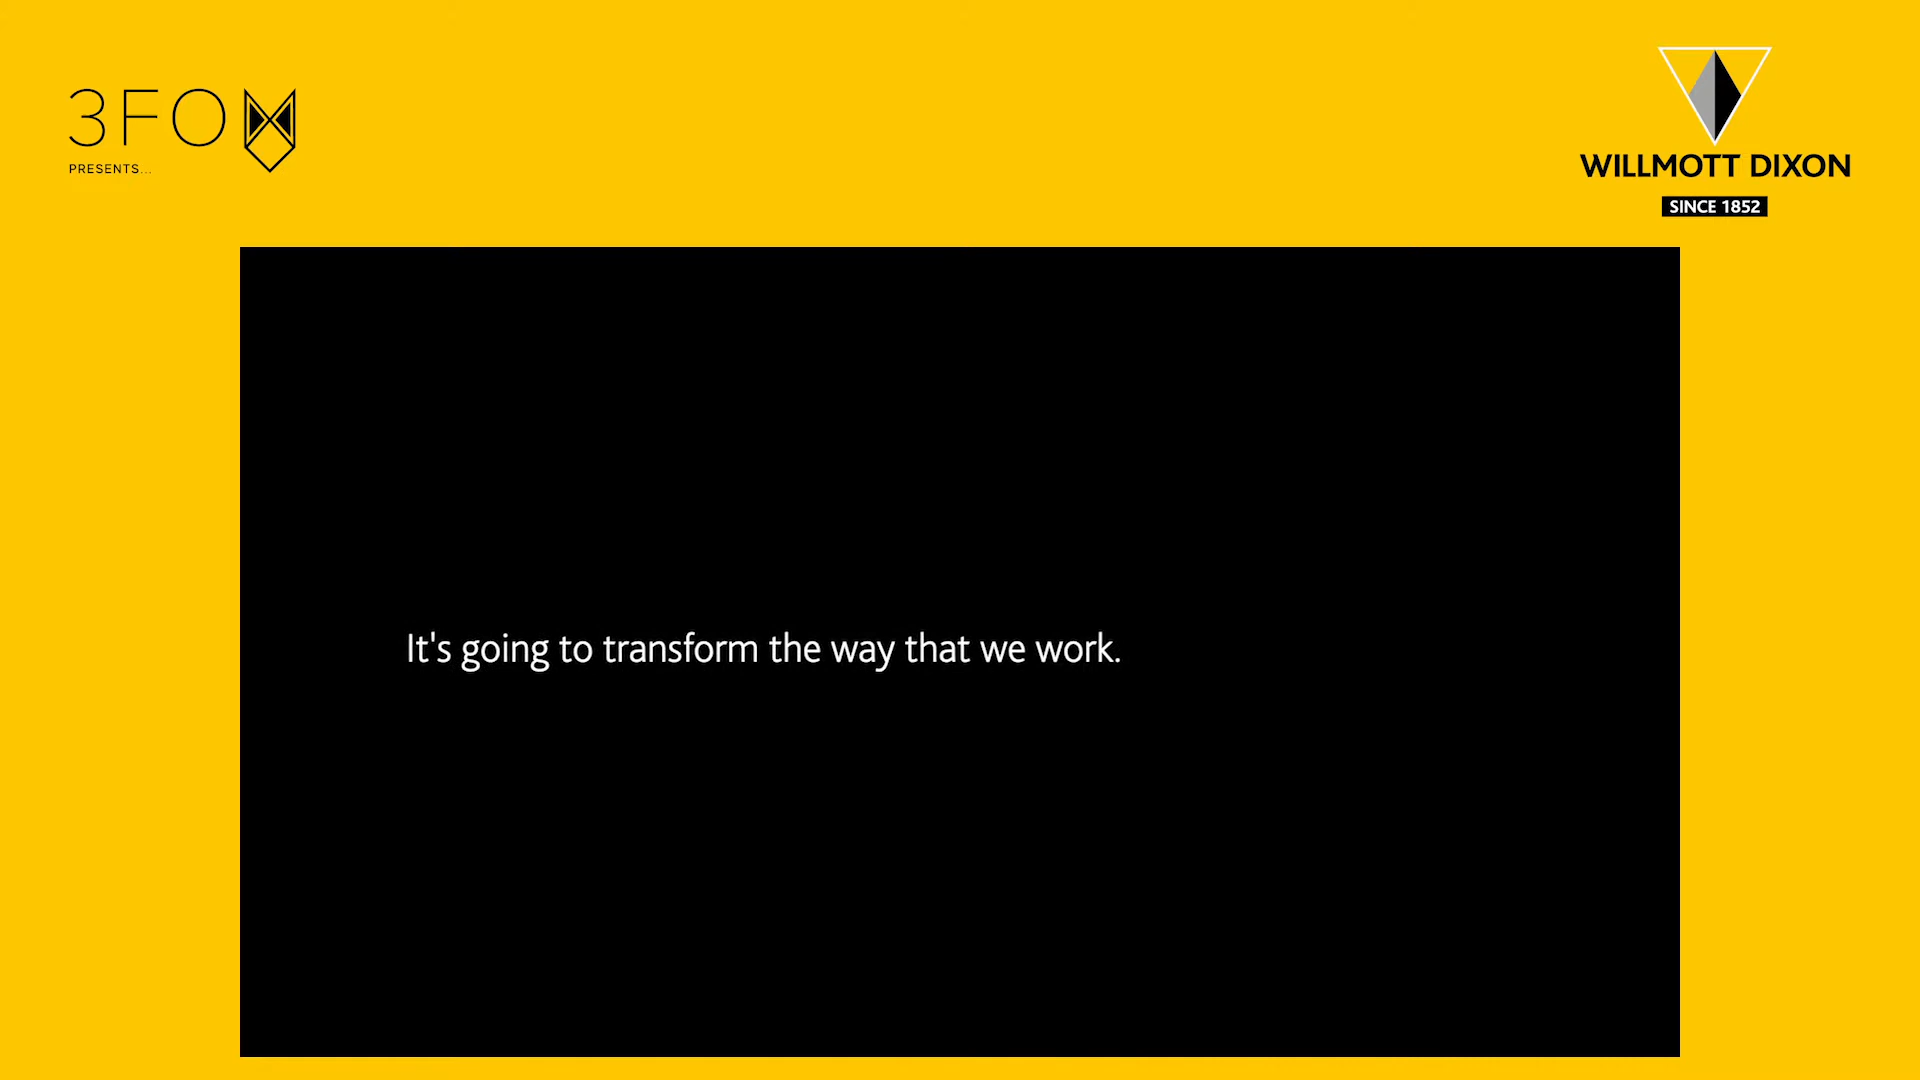 3FOX
PRESENTS...
WILLMOTT DIXON
SINCE 1852
It's going to transform the way that we work.